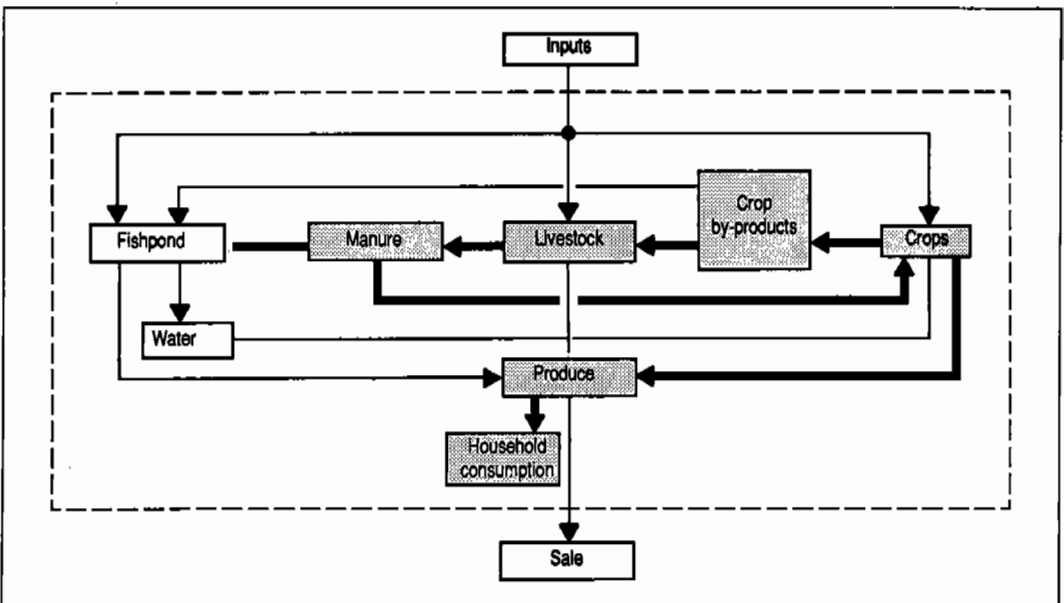 Inputs
Fishpond
Manure
Livestock
Crop
by-products
Crops
Water
Produce
Household
consumption
Sale